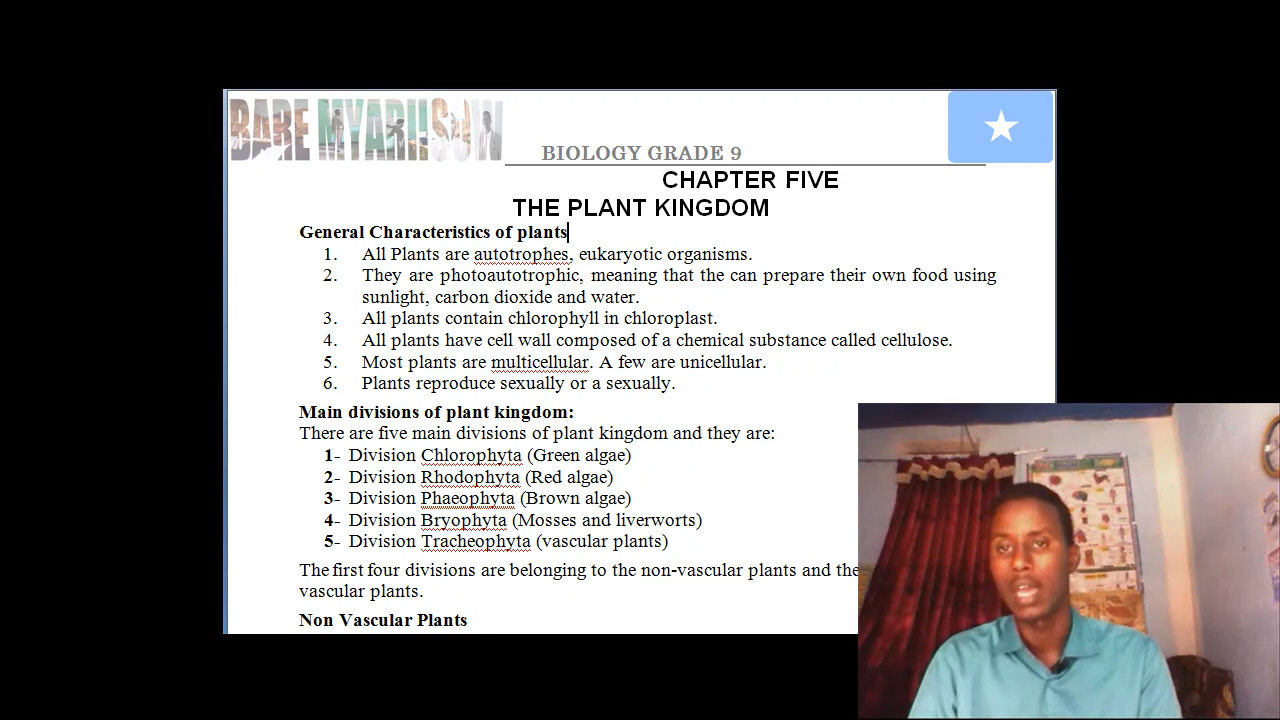 BARE MYARIISOW
BIOLOGY GRADE 9
CHAPTER FIVE
THE PLANT KINGDOM
General Characteristics of plants
1. All Plants are autotrophes, eukaryotic organisms.
2. They are photoautotrophic, meaning that the can prepare their own food using
sunlight, carbon dioxide and water.
3. All plants contain chlorophyll in chloroplast.
4. All plants have cell wall composed of a chemical substance called cellulose.
5. Most plants are multicellular. A few are unicellular.
6. Plants reproduce sexually or a sexually.
Main divisions of plant kingdom:
There are five main divisions of plant kingdom and they are:
1- Division Chlorophyta (Green algae)
2- Division Rhodophyta (Red algae)
3- Division Phaeophyta (Brown algae)
4- Division Bryophyta (Mosses and liverworts)
5- Division Tracheophyta (vascular plants)
The first four divisions are belonging to the non-vascular plants and the
vascular plants.
Non Vascular Plants